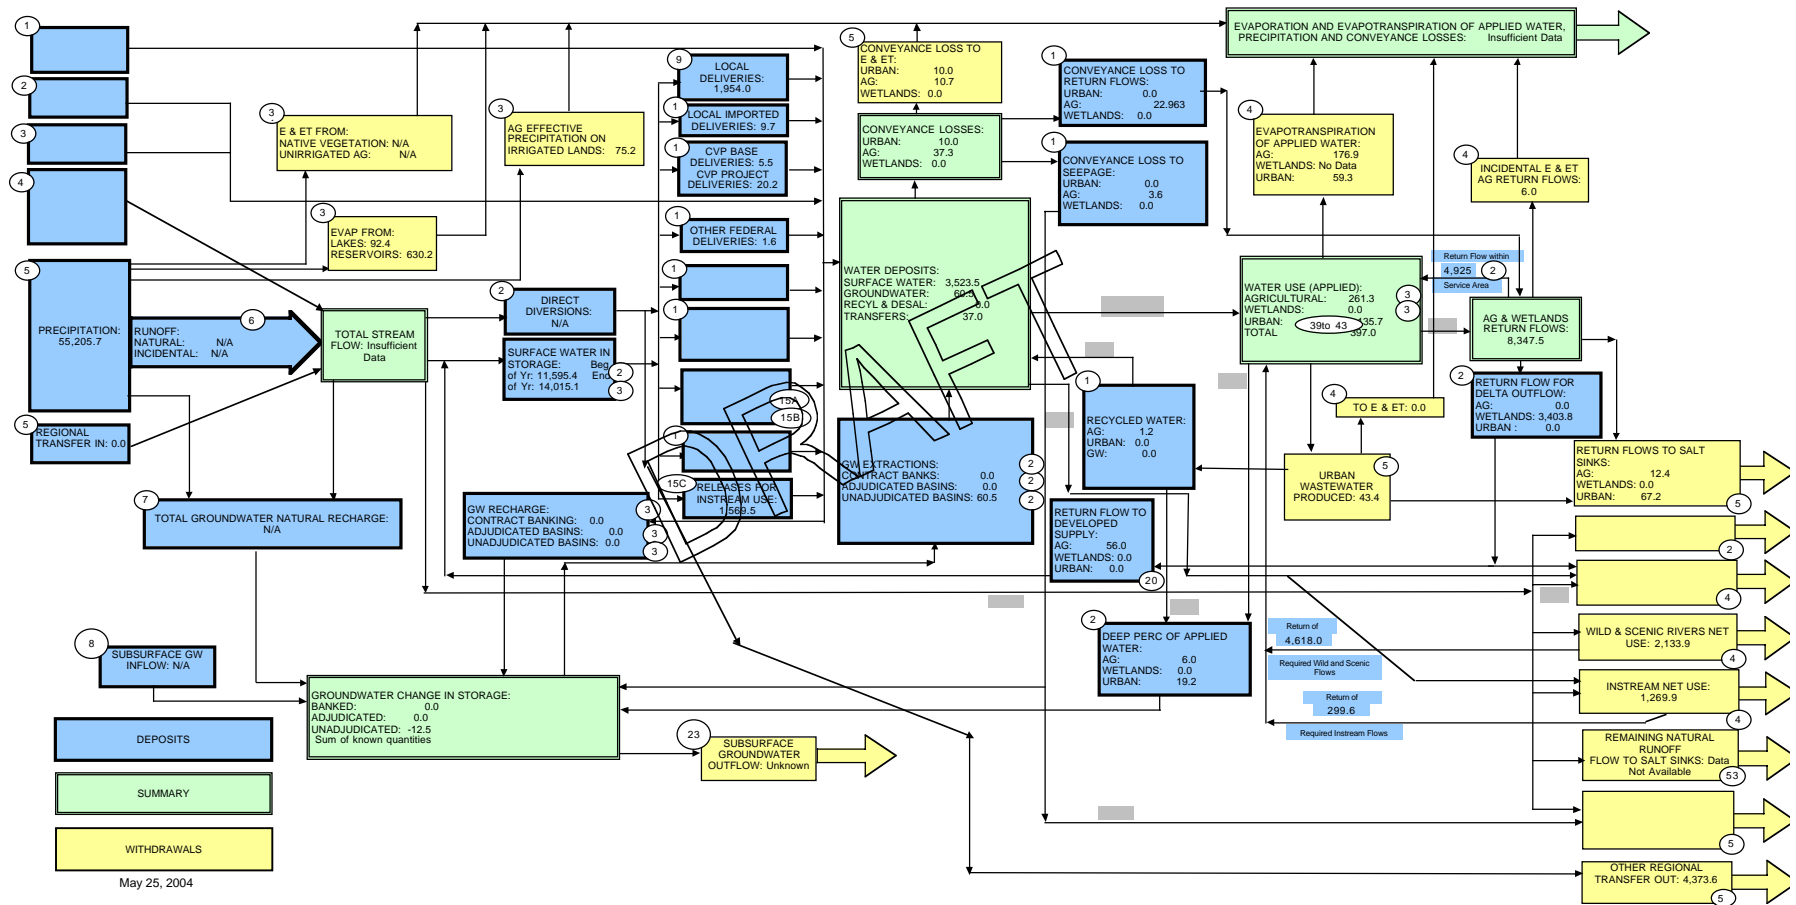 1
2
3
4
5
PRECIPITATION:
55,205.7
6
RUNOFF:
NATURAL: N/A
INCIDENTAL: N/A
5
REGIONAL
TRANSFER IN: 0.0
7
TOTAL GROUNDWATER NATURAL RECHARGE:
N/A
8
SUBSURFACE GW
INFLOW: N/A
DEPOSITS
SUMMARY
WITHDRAWALS
May 25, 2004
3
E & ET FROM:
NATIVE VEGETATION: N/A
UNIRRIGATED AG: N/A
3
EVAP FROM:
LAKES: 92.4
RESERVOIRS: 630.2
3
AG EFFECTIVE
PRECIPITATION ON
IRRIGATED LANDS: 75.2
TOTAL STREAM
FLOW: Insufficient
Data
2
DIRECT
DIVERSIONS:
N/A
SURFACE WATER IN
STORAGE: Beg
of Yr: 11,595.4 End
of Yr: 14,015.1
2
3
GW RECHARGE:
CONTRACT BANKING: 0.0
ADJUDICATED BASINS: 0.0
UNADJUDICATED BASINS: 0.0
3
3
3
GROUNDWATER CHANGE IN STORAGE:
BANKED: 0.0
ADJUDICATED: 0.0
UNADJUDICATED: -12.5
Sum of known quantities
23
SUBSURFACE
GROUNDWATER
OUTFLOW: Unknown
9
LOCAL
DELIVERIES:
1,954.0
1
LOCAL IMPORTED
DELIVERIES: 9.7
1
CVP BASE
DELIVERIES: 5.5
CVP PROJECT
DELIVERIES: 20.2
1
OTHER FEDERAL
DELIVERIES: 1.6
1
1
15A
15B
1
15C
RELEASES FOR
INSTREAM USE:
1,569.5
DRAFT
5
CONVEYANCE LOSS TO
E & ET:
URBAN: 10.0
AG: 10.7
WETLANDS: 0.0
CONVEYANCE LOSSES:
URBAN: 10.0
AG: 37.3
WETLANDS: 0.0
WATER DEPOSITS:
SURFACE WATER: 3,523.5
GROUNDWATER: 60.5
RECYL & DESAL: 0.0
TRANSFERS: 37.0
GW EXTRACTIONS:
CONTRACT BANKS: 0.0
ADJUDICATED BASINS: 0.0
UNADJUDICATED BASINS: 60.5
2
2
2
1
CONVEYANCE LOSS TO
RETURN FLOWS:
URBAN: 0.0
AG: 22.963
WETLANDS: 0.0
1
CONVEYANCE LOSS TO
SEEPAGE:
URBAN: 0.0
AG: 3.6
WETLANDS: 0.0
1
RECYCLED WATER:
AG: 1.2
URBAN: 0.0
GW: 0.0
RETURN FLOW TO
DEVELOPED
SUPPLY:
AG: 56.0
WETLANDS: 0.0
URBAN: 0.0
20
2
DEEP PERC OF APPLIED
WATER:
AG: 6.0
WETLANDS: 0.0
URBAN: 19.2
EVAPORATION AND EVAPOTRANSPIRATION OF APPLIED WATER,
PRECIPITATION AND CONVEYANCE LOSSES: Insufficient Data
4
EVAPOTRANSPIRATION
OF APPLIED WATER:
AG: 176.9
WETLANDS: No Data
URBAN: 59.3
4
INCIDENTAL E & ET
AG RETURN FLOWS:
6.0
WATER USE (APPLIED):
AGRICULTURAL: 261.3
WETLANDS: 0.0
URBAN: 135.7
TOTAL 397.0
39to 43
3
3
Return Flow within
4,925
2
Service Area
AG & WETLANDS
RETURN FLOWS:
8,347.5
2
RETURN FLOW FOR
DELTA OUTFLOW:
AG: 0.0
WETLANDS: 3,403.8
URBAN : 0.0
4
TO E & ET: 0.0
5
URBAN
WASTEWATER
PRODUCED: 43.4
RETURN FLOWS TO SALT
SINKS:
AG: 12.4
WETLANDS: 0.0
URBAN: 67.2
5
2
4
Return of
4,618.0
Required Wild and Scenic
Flows
WILD & SCENIC RIVERS NET
USE: 2,133.9
4
Return of
299.6
Required Instream Flows
INSTREAM NET USE:
1,269.9
4
REMAINING NATURAL
RUNOFF
FLOW TO SALT SINKS: Data
Not Available
53
5
OTHER REGIONAL
TRANSFER OUT: 4,373.6
5